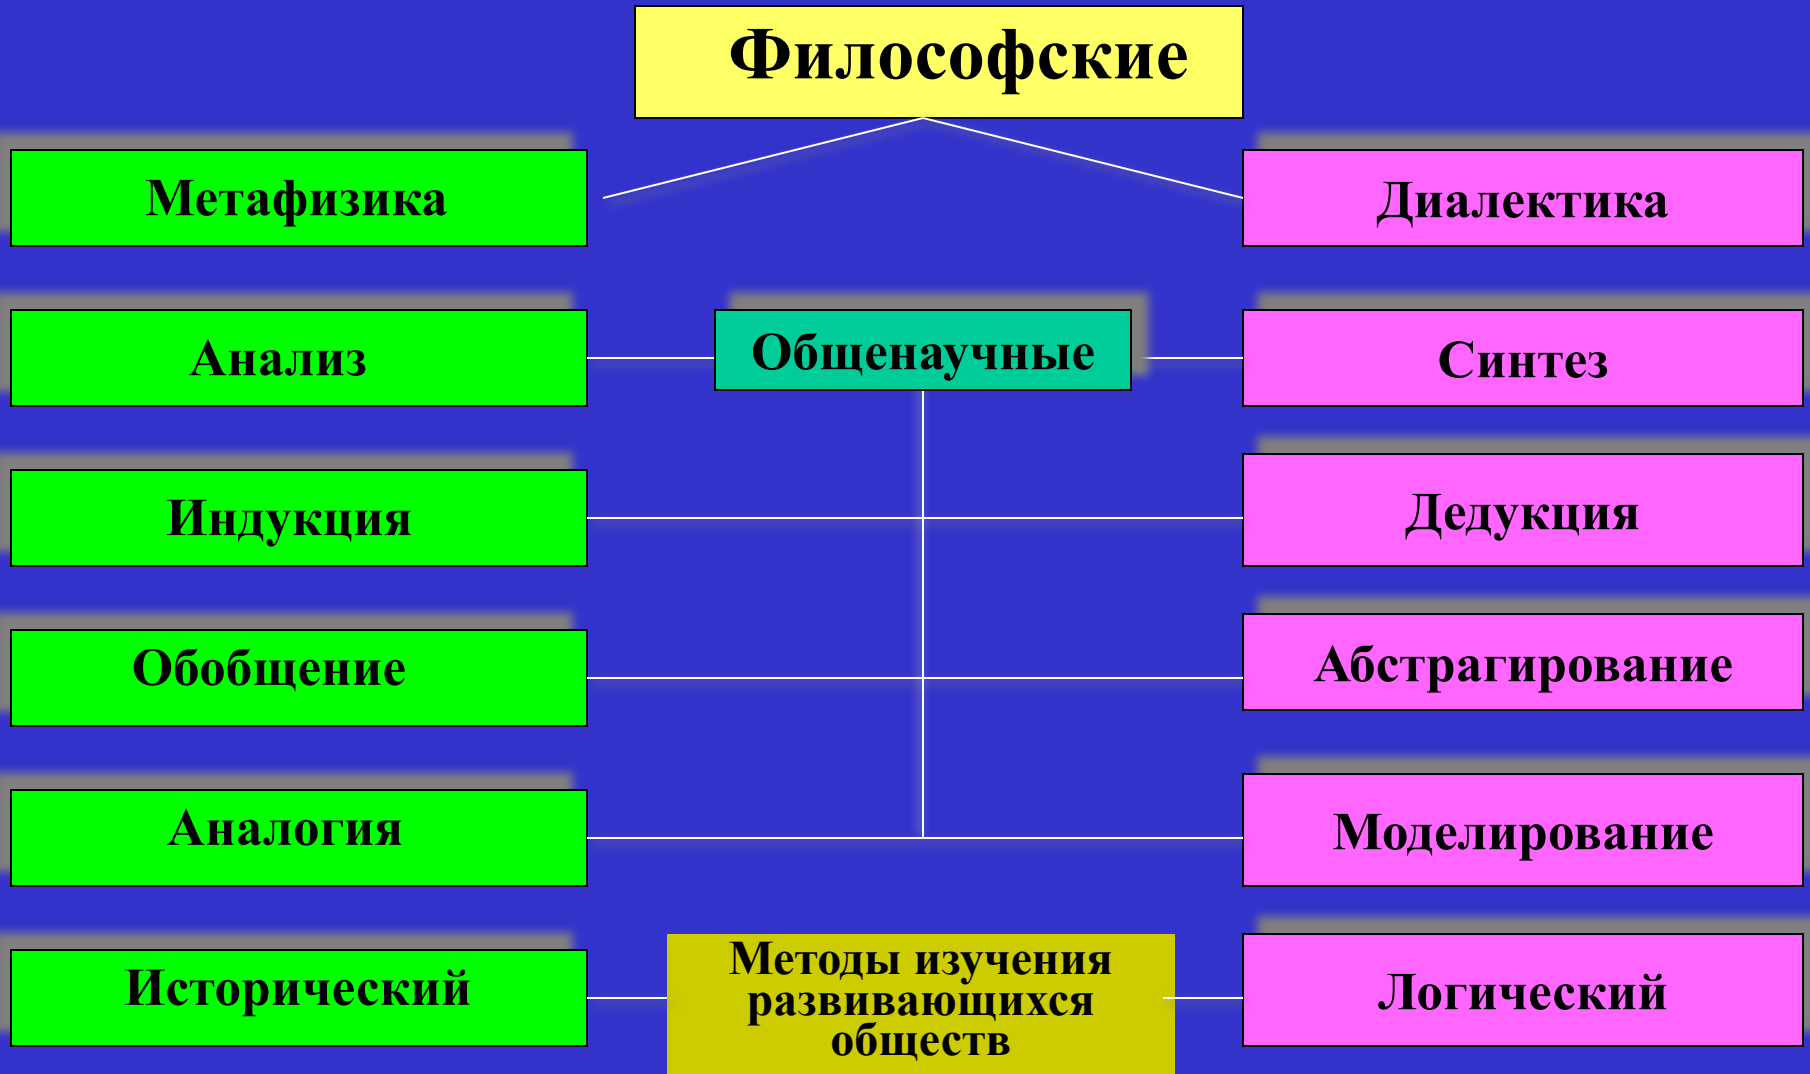 Философские
Метафизика
Диалектика
Анализ
Общенаучные
Синтез
Индукция
Дедукция
Обобщение
Абстрагирование
Аналогия
Моделирование
Исторический
Методы изучения
развивающихся
обществ
Логический